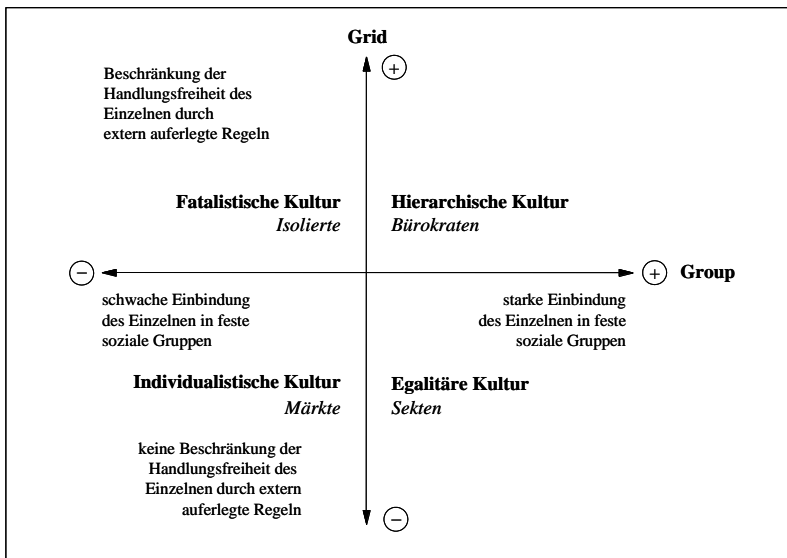 Grid
+
Beschränkung der
Handlungsfreiheit des
Einzelnen durch
extern auferlegte Regeln
Fatalistische Kultur
Isolierte
Hierarchische Kultur
Bürokraten
−
+
Group
schwache Einbindung
des Einzelnen in feste
soziale Gruppen
starke Einbindung
des Einzelnen in feste
soziale Gruppen
Individualistische Kultur
Märkte
Egalitäre Kultur
Sekten
keine Beschränkung der
Handlungsfreiheit des
Einzelnen durch extern
auferlegte Regeln
−